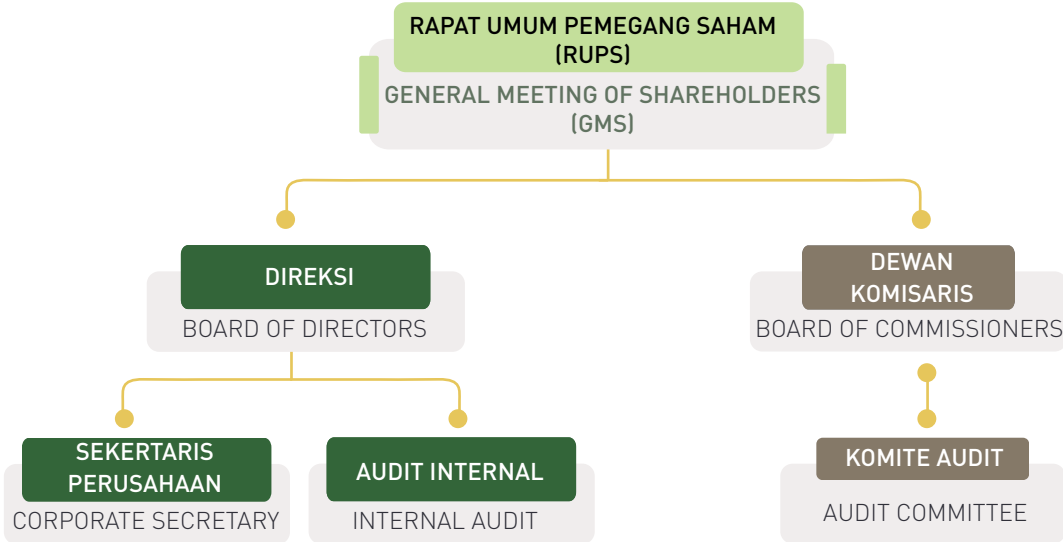 RAPAT UMUM PEMEGANG SAHAM
(RUPS)
GENERAL MEETING OF SHAREHOLDERS
(GMS)
DIREKSI
BOARD OF DIRECTORS
DEWAN
KOMISARIS
BOARD OF COMMISSIONERS
SEKERTARIS
PERUSAHAAN
CORPORATE SECRETARY
AUDIT INTERNAL
INTERNAL AUDIT
KOMITE AUDIT
AUDIT COMMITTEE